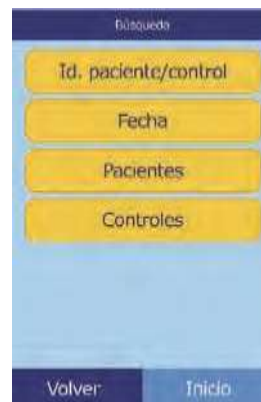 Búsqueda
Id. paciente/control
Fecha
Pacientes
Controles
Volver Inicio